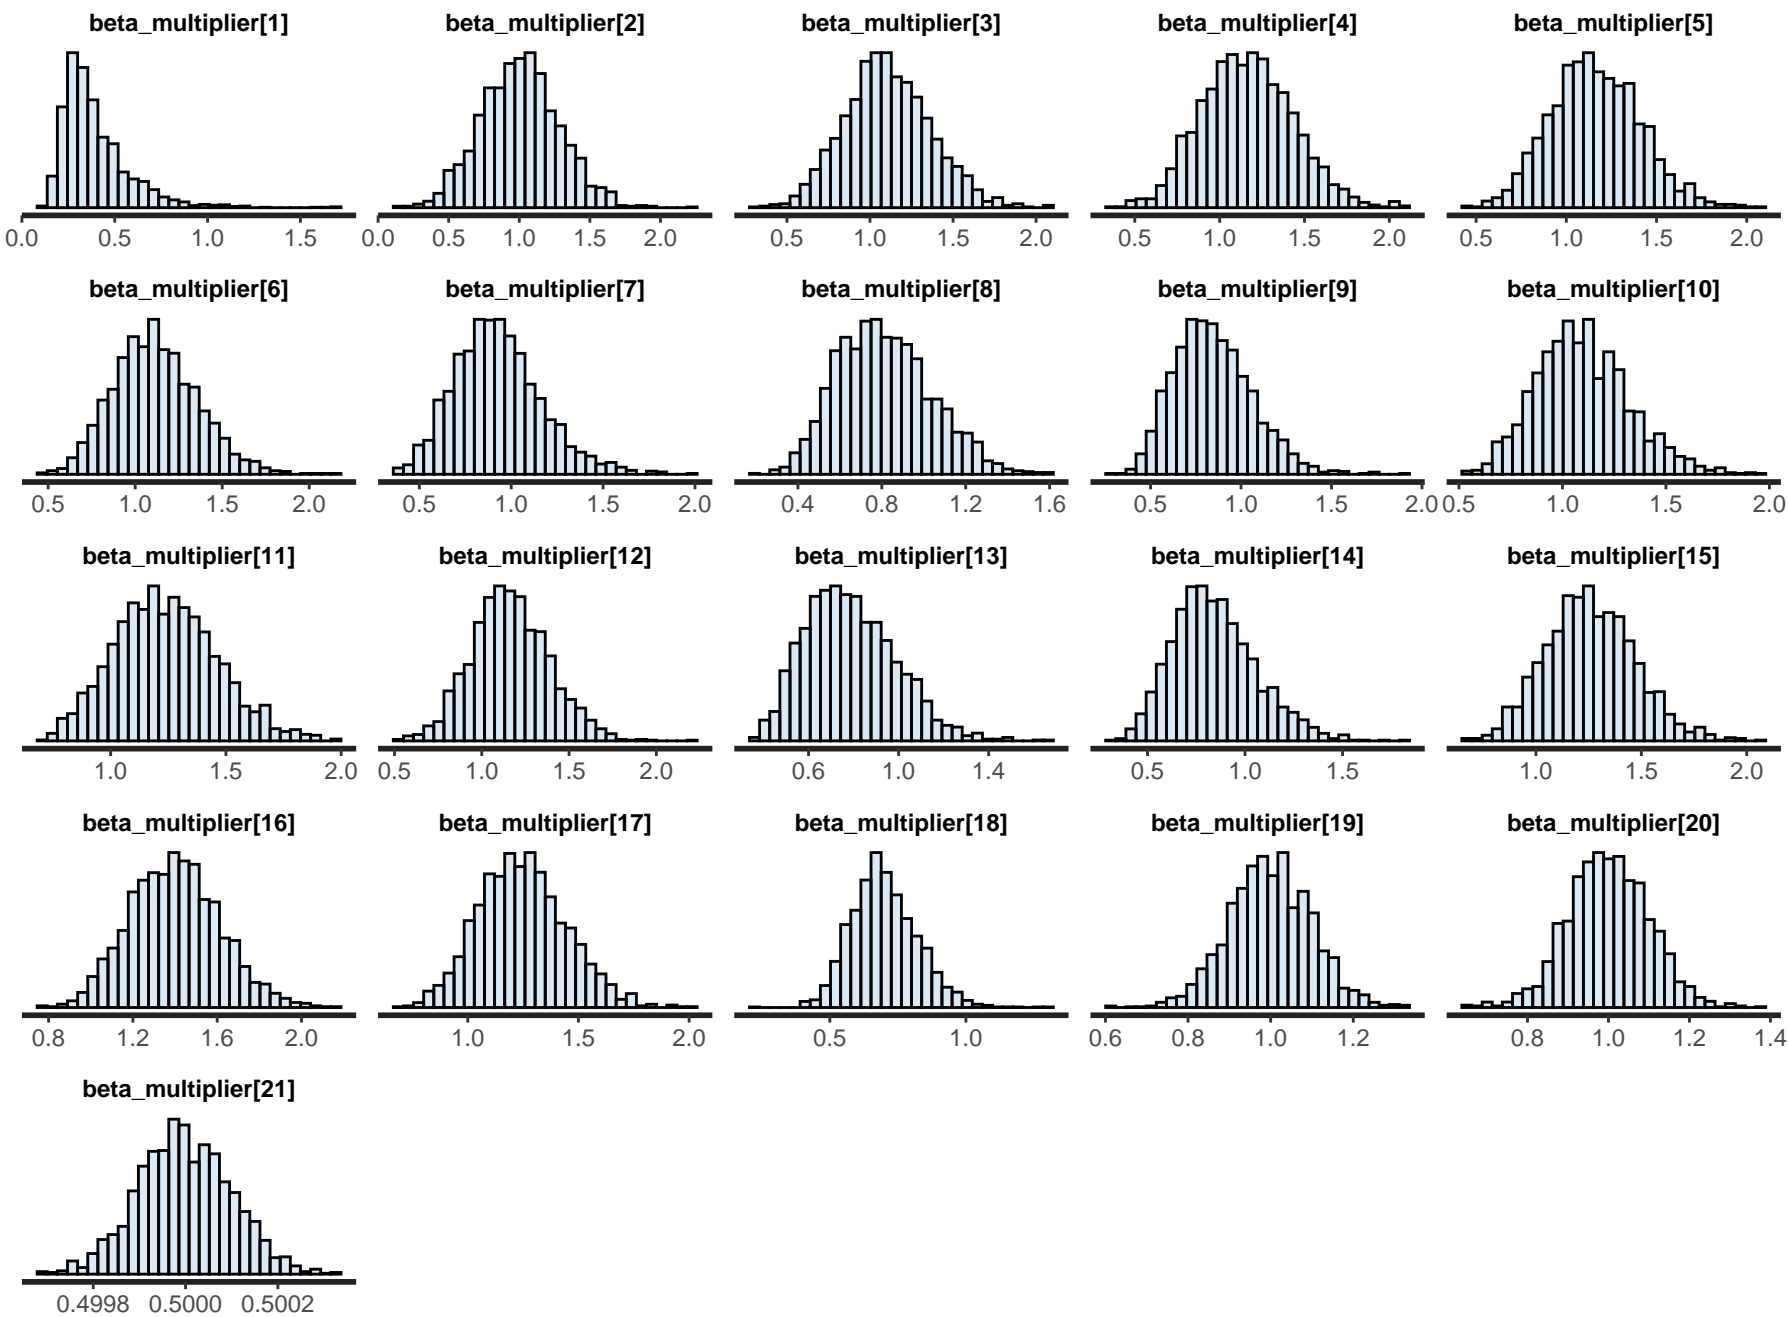 beta_multiplier[1] beta_multiplier[2] beta_multiplier[3] beta_multiplier[4] beta_multiplier[5]
0.0 0.5 1.0 1.5 0.0 0.5 1.0 1.5 2.0 0.5 1.0 1.5 2.0 0.5 1.0 1.5 2.0 0.5 1.0 1.5 2.0
beta_multiplier[6] beta_multiplier[7] beta_multiplier[8] beta_multiplier[9] beta_multiplier[10]
0.5 1.0 1.5 2.0 0.5 1.0 1.5 2.0 0.4 0.8 1.2 1.6 0.5 1.0 1.5 2.0 0.5 1.0 1.5 2.0
beta_multiplier[11] beta_multiplier[12] beta_multiplier[13] beta_multiplier[14] beta_multiplier[15]
1.0 1.5 2.0 0.5 1.0 1.5 2.0 0.6 1.0 1.4 0.5 1.0 1.5 1.0 1.5 2.0
beta_multiplier[16] beta_multiplier[17] beta_multiplier[18] beta_multiplier[19] beta_multiplier[20]
0.8 1.2 1.6 2.0 1.0 1.5 2.0 0.5 1.0 0.6 0.8 1.0 1.2 0.8 1.0 1.2 1.4
beta_multiplier[21]
0.4998 0.5000 0.5002